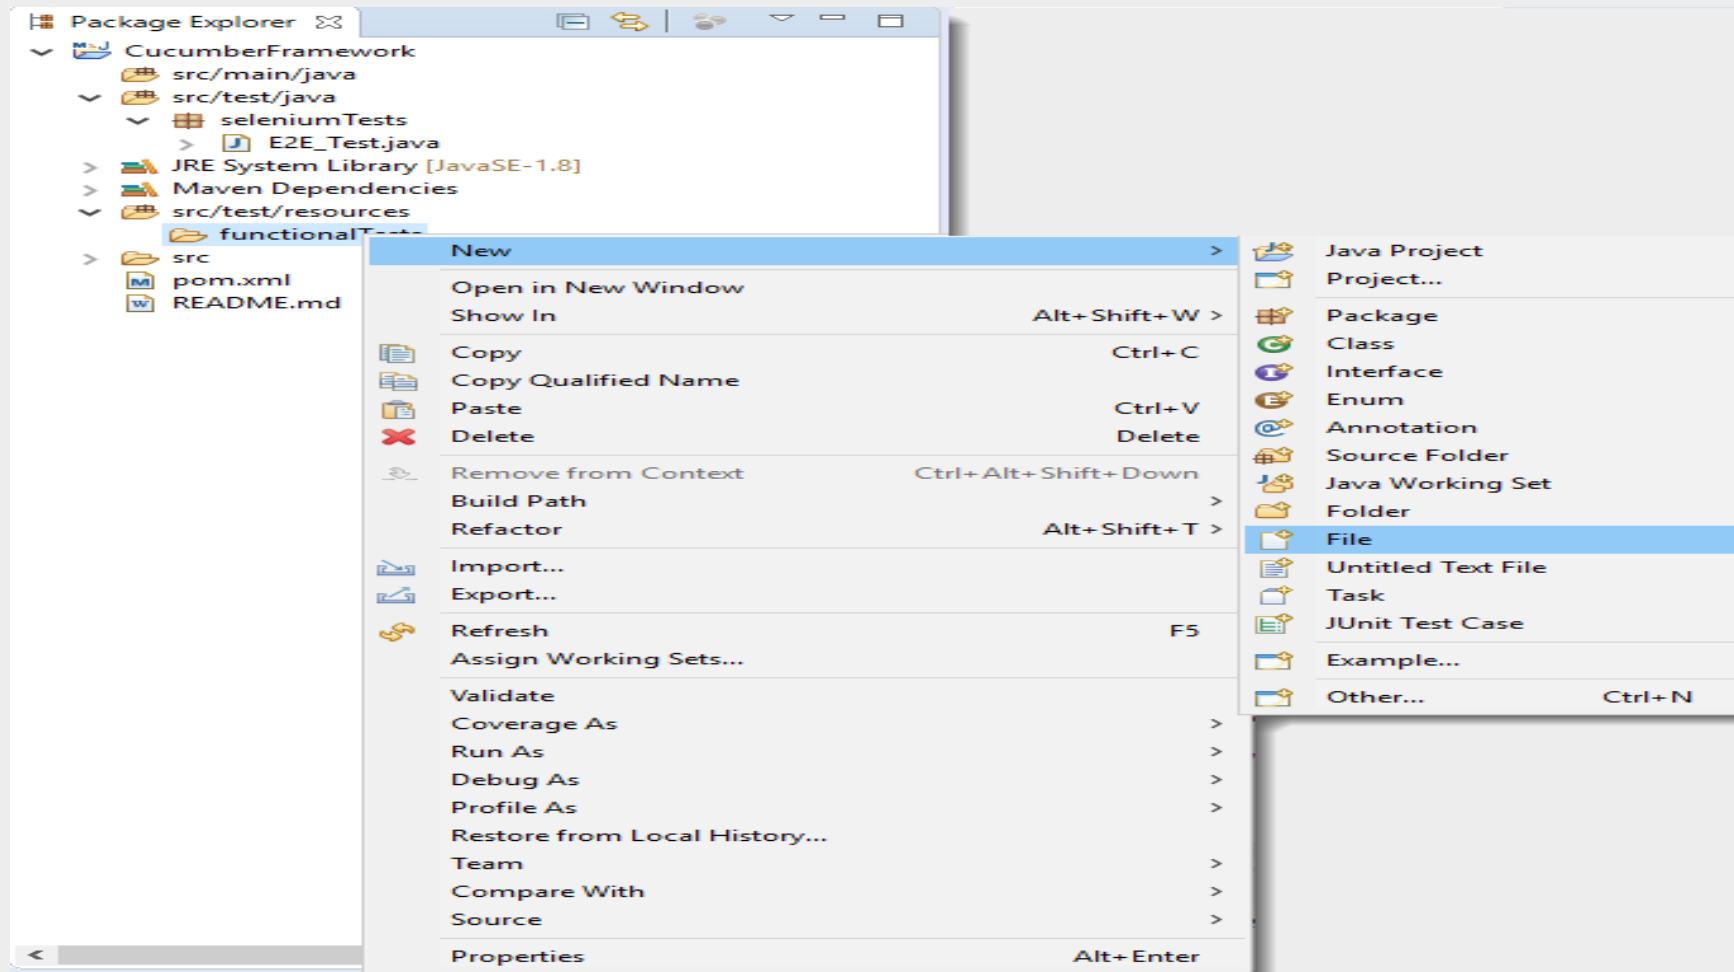 Package Explorer
CucumberFramework
src/main/java
src/test/java
seleniumTests
E2E_Test.java
JRE System Library [JavaSE-1.8]
Maven Dependencies
src/test/resources
functionalTests
src
pom.xml
README.md
New >
Open in New Window
Show In Alt+Shift+W >
Copy Ctrl+C
Copy Qualified Name
Paste Ctrl+V
Delete Delete
Remove from Context Ctrl+Alt+Shift+Down
Build Path >
Refactor Alt+Shift+T >
Import...
Export...
Refresh F5
Assign Working Sets...
Validate
Coverage As >
Run As >
Debug As >
Profile As >
Restore from Local History...
Team >
Compare With >
Source >
Properties Alt+Enter
Java Project
Project...
Package
Class
Interface
Enum
Annotation
Source Folder
Java Working Set
Folder
File
Untitled Text File
Task
JUnit Test Case
Example...
Other... Ctrl+N